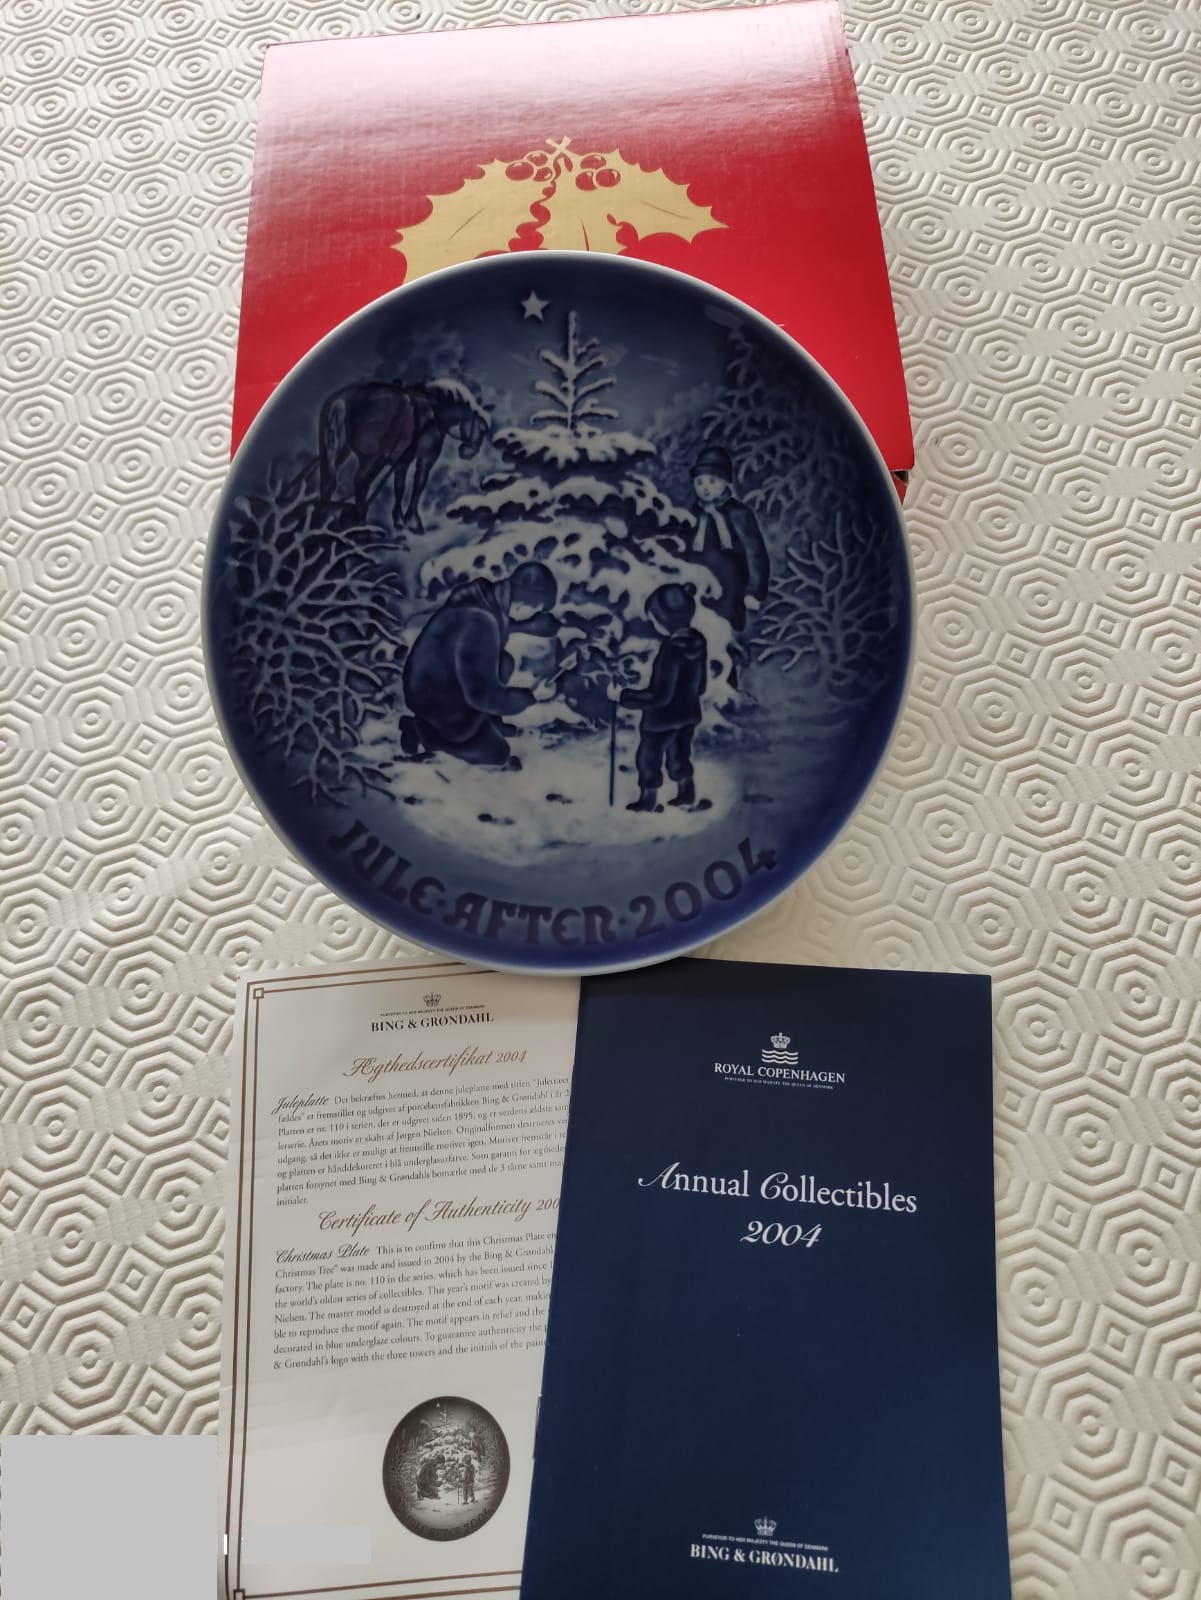 JULE·AFTER·2004
PURVEYOR TO HER MAJESTY THE QUEEN OF DENMARK
BING & GRØNDAHL
Ægthedscertifikat 2004
Juleplatte Det bekræftes hermed, at denne juleplatte med titlen "Juletræet
fældes" er fremstillet og udgivet af porcelænsfabrikken Bing & Grøndahl i år 2
Platten er nr. 110 i serien, der er udgivet siden 1895, og er verdens ældste sam
lerserie. Årets motiv er skabt af Jørgen Nielsen. Originalformen destrueres ved
udgang, så det ikke er muligt at fremstille motivet igen. Motivet fremstår i re
og platten er hånddekoreret i blå underglasurfarve. Som garanti for ægthede
platten forsynet med Bing & Grøndahls bomærke med de 3 tårne samt ma
initialer.
Certificate of Authenticity 200
Christmas Plate This is to confirm that this Christmas Plate en
Christmas Tree" was made and issued in 2004 by the Bing & Grøndahl
factory. The plate is no. 110 in the series, which has been issued since 1
the world's oldest series of collectibles. This year's motif was created by
Nielsen. The master model is destroyed at the end of each year, makin
ble to reproduce the motif again. The motif appears in relief and the
decorated in blue underglaze colours. To guarantee authenticity the p
& Grøndahl's logo with the three towers and the initials of the painte
JULE AFTER 2004
ROYAL COPENHAGEN
PURVEYOR TO HER MAJESTY THE QUEEN OF DENMARK
Annual Collectibles
2004
PURVEYOR TO HER MAJESTY THE QUEEN OF DENMARK
BING & GRØNDAHL